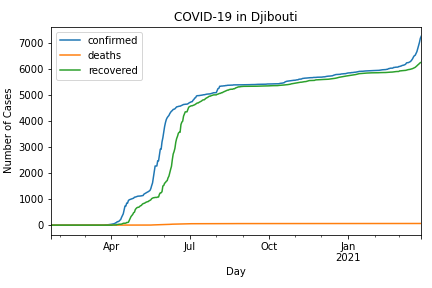 COVID-19 in Djibouti
confirmed
deaths
recovered
Number of Cases
7000
6000
5000
4000
3000
2000
1000
0
Apr
Jul
Oct
Jan
2021
Day